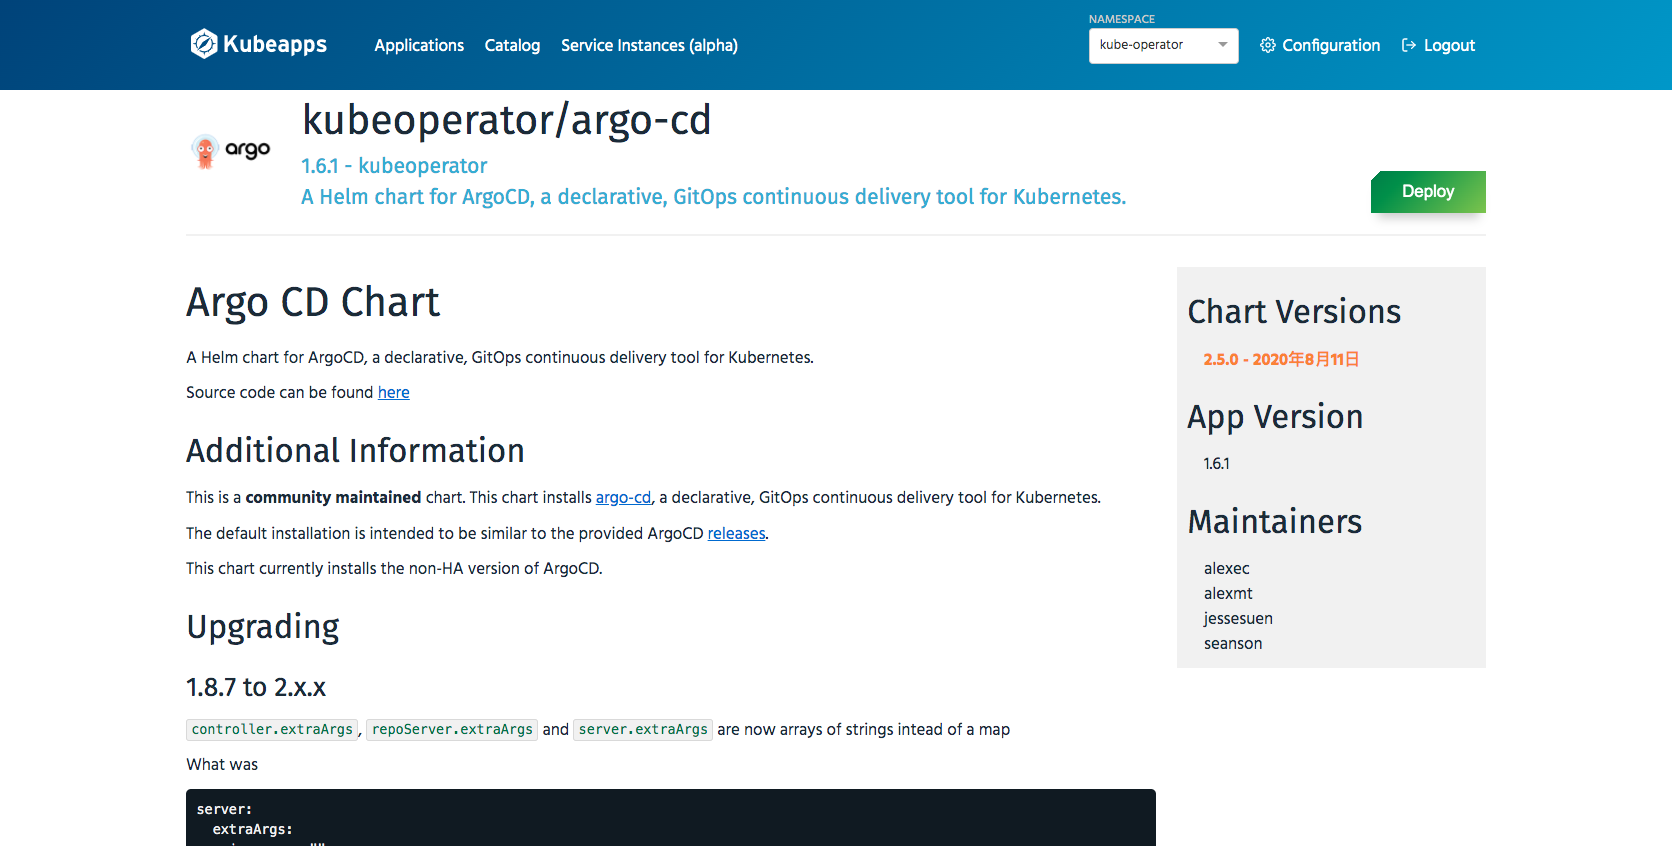 NAMESPACE
Kubeapps Applications Catalog Service Instances (alpha) kube-operator Configuration Logout
kubeoperator/argo-cd
argo
1.6.1 - kubeoperator
A Helm chart for ArgoCD, a declarative, GitOps continuous delivery tool for Kubernetes.
Deploy
Argo CD Chart
A Helm chart for ArgoCD, a declarative, GitOps continuous delivery tool for Kubernetes.
Source code can be found here
Additional Information
This is a community maintained chart. This chart installs argo-cd, a declarative, GitOps continuous delivery tool for Kubernetes.
The default installation is intended to be similar to the provided ArgoCD releases.
This chart currently installs the non-HA version of ArgoCD.
Upgrading
1.8.7 to 2.x.x
controller.extraArgs, repoServer.extraArgs and server.extraArgs are now arrays of strings intead of a map
What was
server:
extraArgs:
Chart Versions
2.5.0 - 2020年8月11日
App Version
1.6.1
Maintainers
alexec
alexmt
jessesuen
seanson